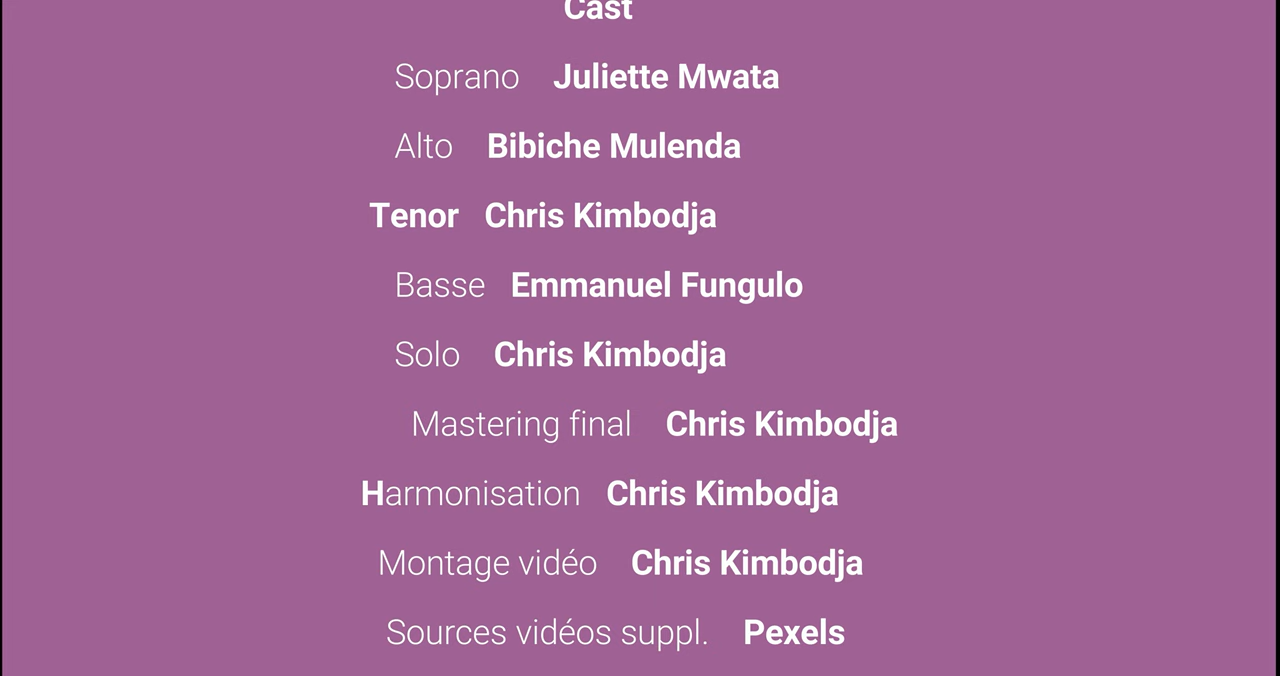 Cast
Soprano Juliette Mwata
Alto Bibiche Mulenda
Tenor Chris Kimbodja
Basse Emmanuel Fungulo
Solo Chris Kimbodja
Mastering final Chris Kimbodja
Harmonisation Chris Kimbodja
Montage vidéo Chris Kimbodja
Sources vidéos suppl. Pexels